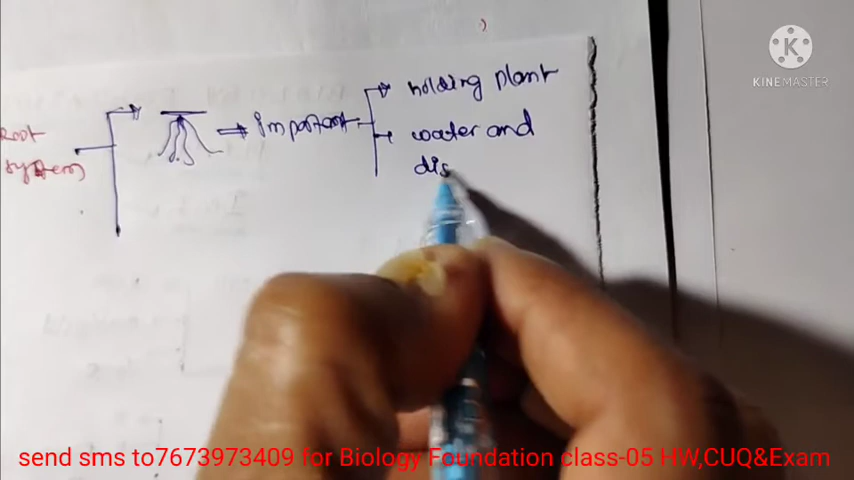 KINEMASTER
holding plant
Root
system
important
water and
dis
send sms to7673973409 for Biology Foundation class-05 HW,CUQ&Exam